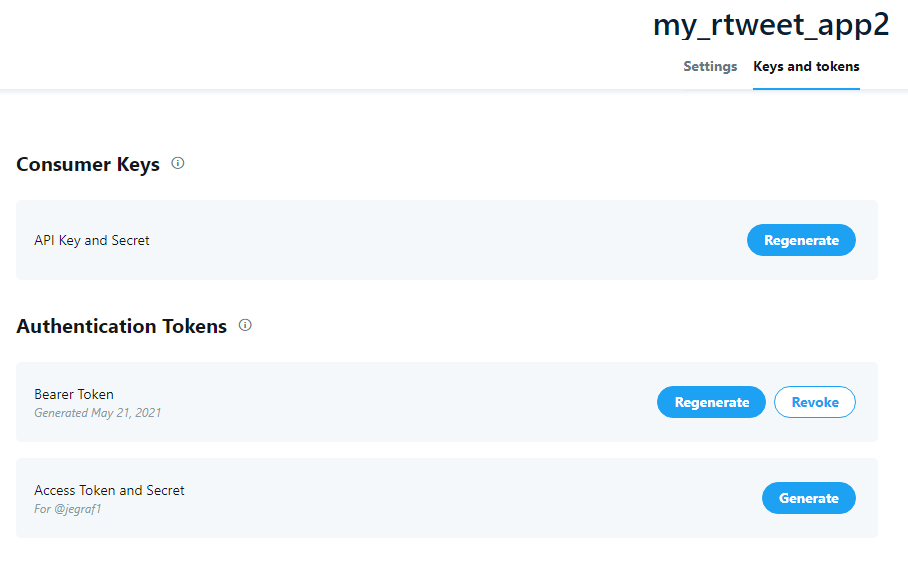 my_rtweet_app2
Settings Keys and tokens
Consumer Keys
API Key and Secret Regenerate
Authentication Tokens
Bearer Token
Generated May 21, 2021
Regenerate Revoke
Access Token and Secret
For @jegraf1
Generate